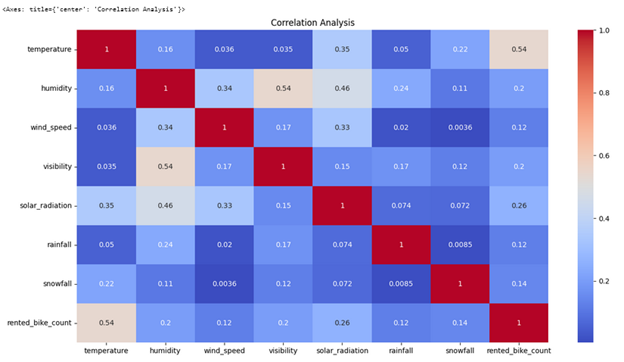 <Axes: title={'center': 'Correlation Analysis'}>
Correlation Analysis
temperature 1 0.16 0.036 0.035 0.35 0.05 0.22 0.54
humidity 0.16 1 0.34 0.54 0.46 0.24 0.11 0.2
wind_speed 0.036 0.34 1 0.17 0.33 0.02 0.0036 0.12
visibility 0.035 0.54 0.17 1 0.15 0.17 0.12 0.2
solar_radiation 0.35 0.46 0.33 0.15 1 0.074 0.072 0.26
rainfall 0.05 0.24 0.02 0.17 0.074 1 0.0085 0.12
snowfall 0.22 0.11 0.0036 0.12 0.072 0.0085 1 0.14
rented_bike_count 0.54 0.2 0.12 0.2 0.26 0.12 0.14 1
temperature humidity wind_speed visibility solar_radiation rainfall snowfall rented_bike_count
1.0
0.8
0.6
0.4
0.2